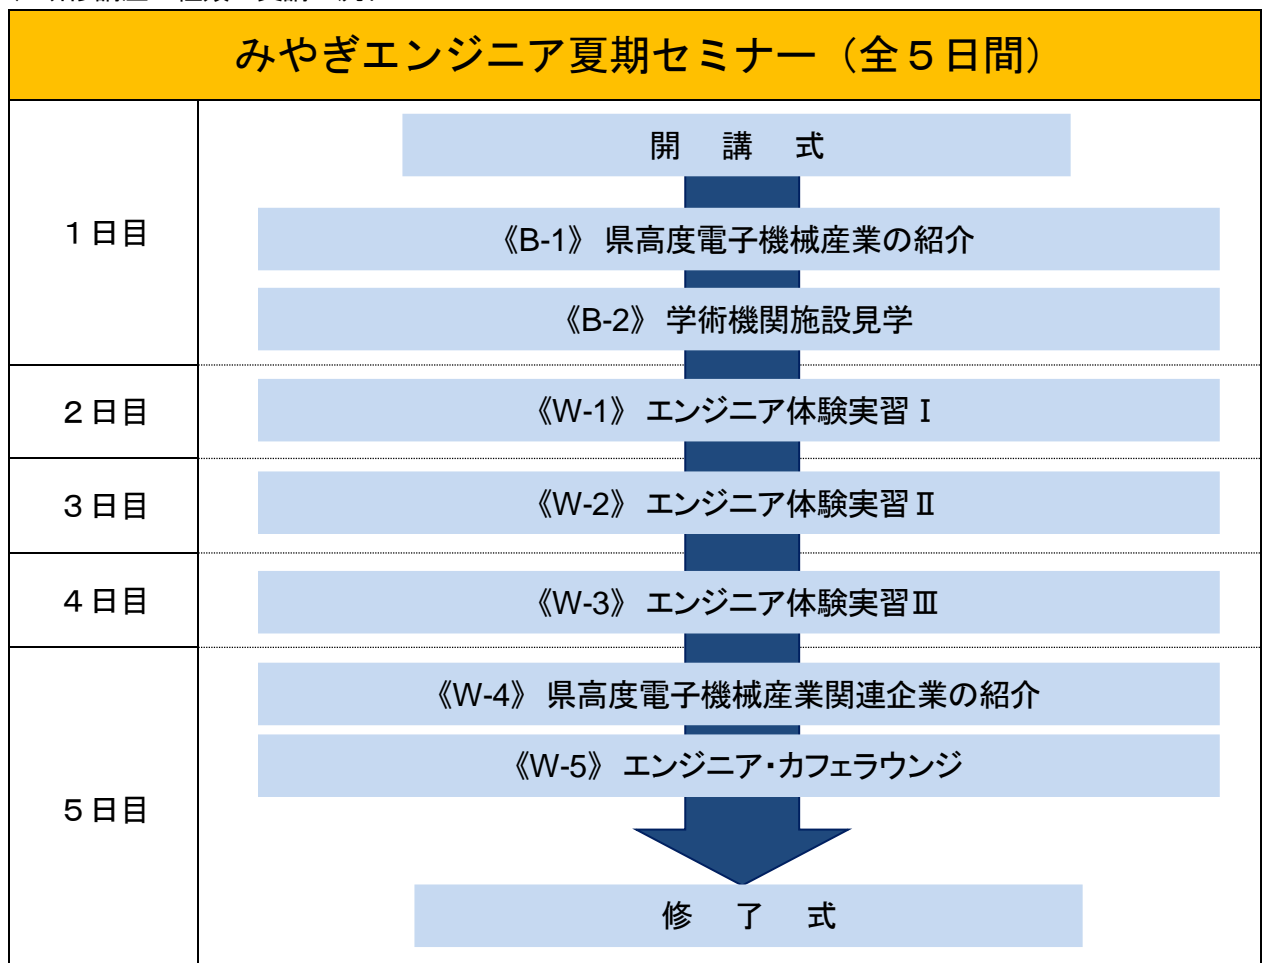 みやぎエンジニア夏期セミナー（全５日間）
１日目
開　講　式
《B-1》 県高度電子機械産業の紹介
《B-2》 学術機関施設見学
２日目
《W-1》 エンジニア体験実習Ⅰ
３日目
《W-2》 エンジニア体験実習Ⅱ
４日目
《W-3》 エンジニア体験実習Ⅲ
５日目
《W-4》 県高度電子機械産業関連企業の紹介
《W-5》 エンジニア・カフェラウンジ
修　了　式